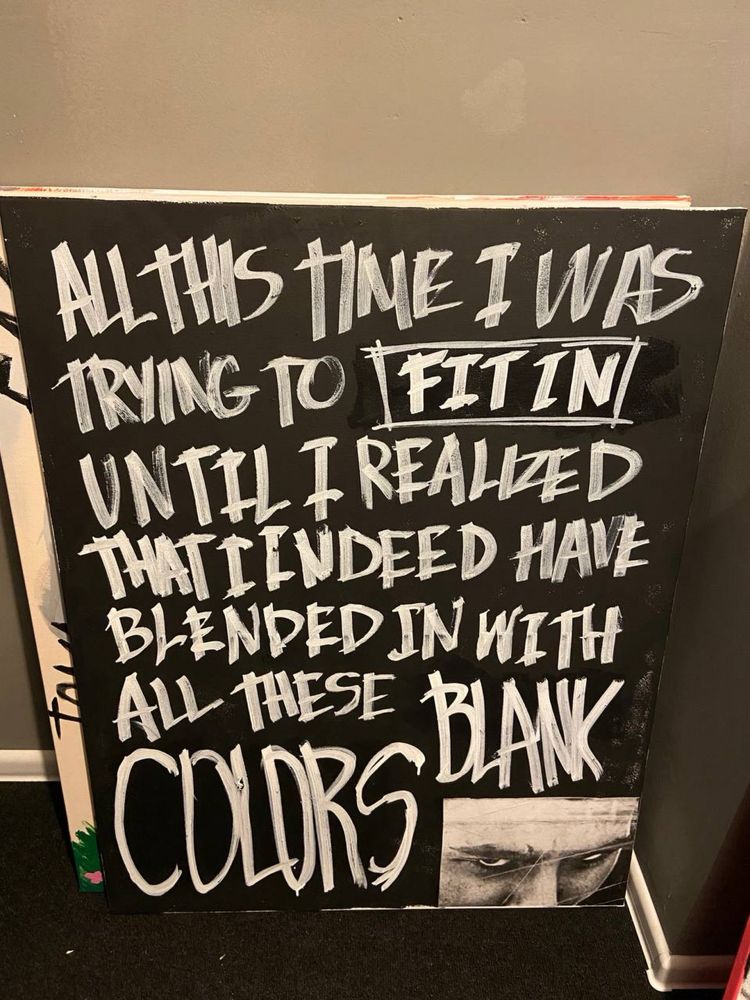 ALL THIS TIME I WAS
TRYING TO FIT IN
UNTIL I REALIZED
THAT I INDEED HAVE
BLENDED IN WITH
ALL THESE BLANK
COLORS